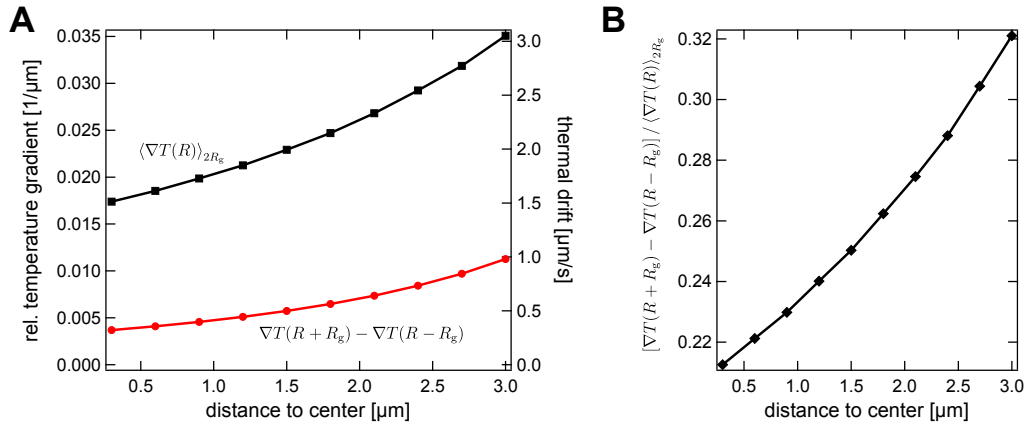 A
rel. temperature gradient [1/μm]
0.035
0.030
0.025
0.020
0.015
0.010
0.005
0.000
⟨∇T(R)⟩_{2R_g}
∇T(R + R_g) − ∇T(R − R_g)
3.0
2.5
2.0
1.5
1.0
0.5
0.0
thermal drift [μm/s]
0.5 1.0 1.5 2.0 2.5 3.0
distance to center [μm]
B
[∇T(R + R_g) − ∇T(R − R_g)] / ⟨∇T(R)⟩_{2R_g}
0.32
0.30
0.28
0.26
0.24
0.22
0.5 1.0 1.5 2.0 2.5 3.0
distance to center [μm]